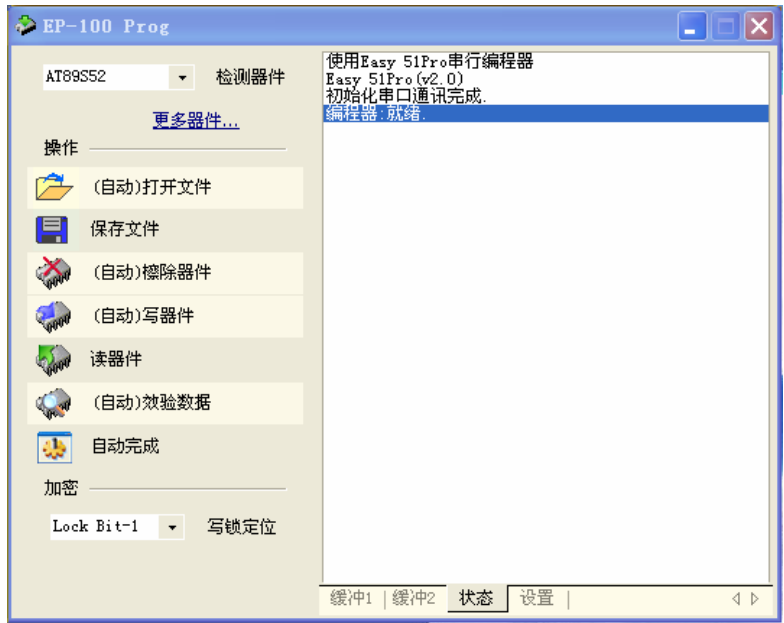 EP-100 Prog
AT89S52 检测器件
更多器件...
操作
(自动)打开文件
保存文件
(自动)擦除器件
(自动)写器件
读器件
(自动)效验数据
自动完成
加密
Lock Bit-1 写锁定位
使用Easy 51Pro串行编程器
Easy 51Pro(v2.0)
初始化串口通讯完成.
编程器:就绪.
缓冲1 缓冲2 状态 设置